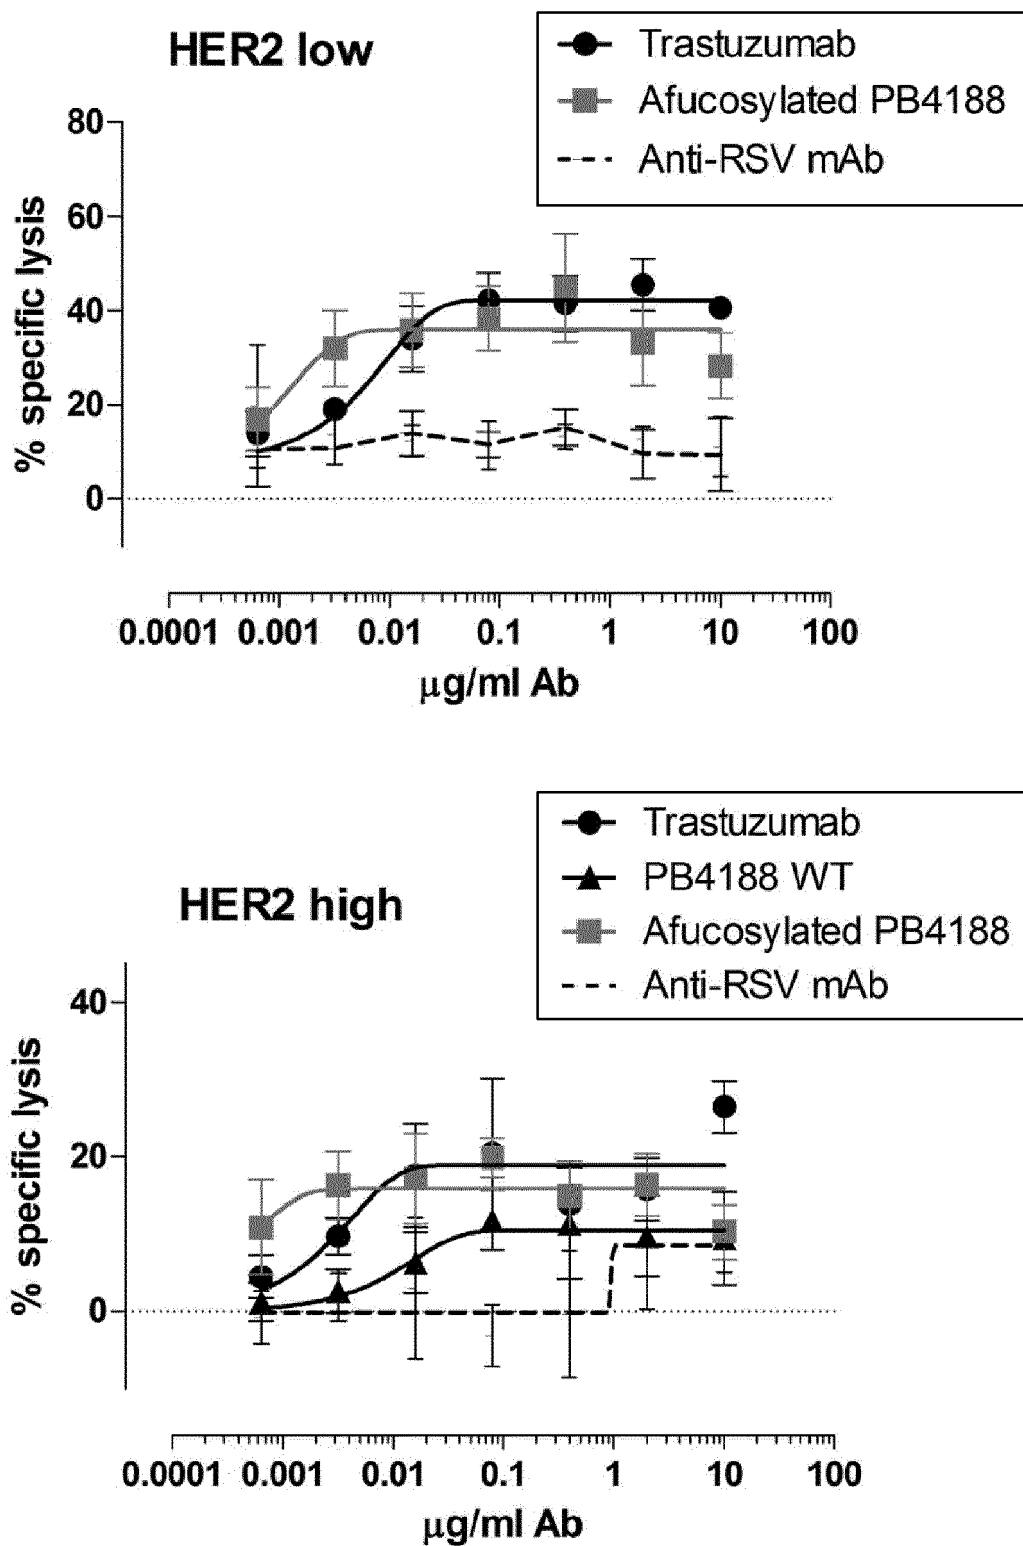 HER2 low
Trastuzumab
Afucosylated PB4188
Anti-RSV mAb
% specific lysis
80
60
40
20
0
0.0001 0.001 0.01 0.1 1 10 100
μg/ml Ab
HER2 high
Trastuzumab
PB4188 WT
Afucosylated PB4188
Anti-RSV mAb
% specific lysis
40
20
0
0.0001 0.001 0.01 0.1 1 10 100
μg/ml Ab